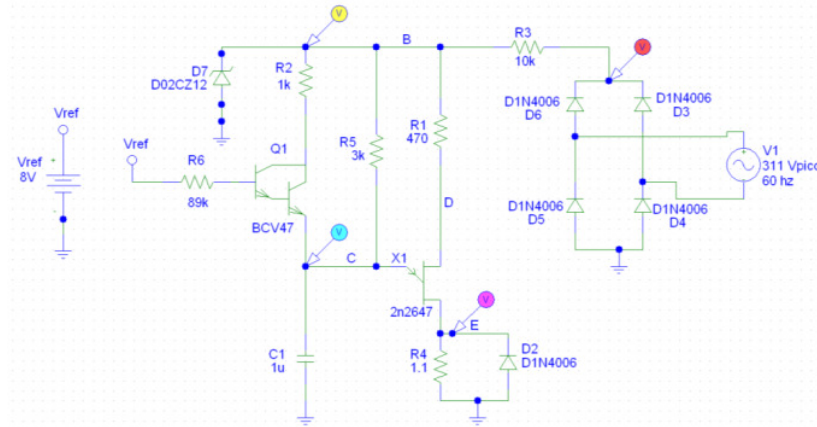 V
B
R3
10k
V
D7
D02CZ12
R2
1k
D1N4006
D6
D1N4006
D3
Vref
Vref
Q1
R5
3k
R1
470
V1
311 Vpico
60 hz
Vref
8V
+
-
R6
89k
BCV47
D
D1N4006
D5
D1N4006
D4
V
C
X1
2n2647
V
E
C1
1u
R4
1.1
D2
D1N4006